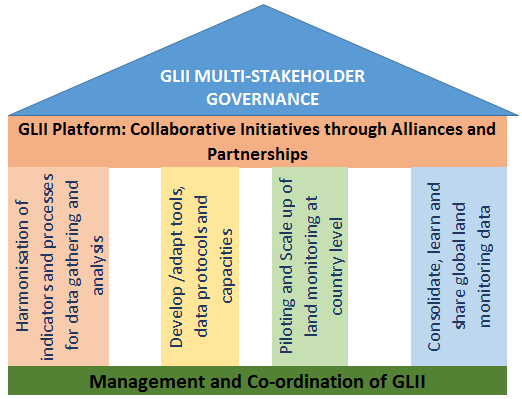 GLII MULTI-STAKEHOLDER
GOVERNANCE
GLII Platform: Collaborative Initiatives through Alliances and
Partnerships
Harmonisation of
indicators and processes
for data gathering and
analysis
Develop /adapt tools,
data protocols and
capacities
Piloting and Scale up of
land monitoring at
country level
Consolidate, learn and
share global land
monitoring data
Management and Co-ordination of GLII